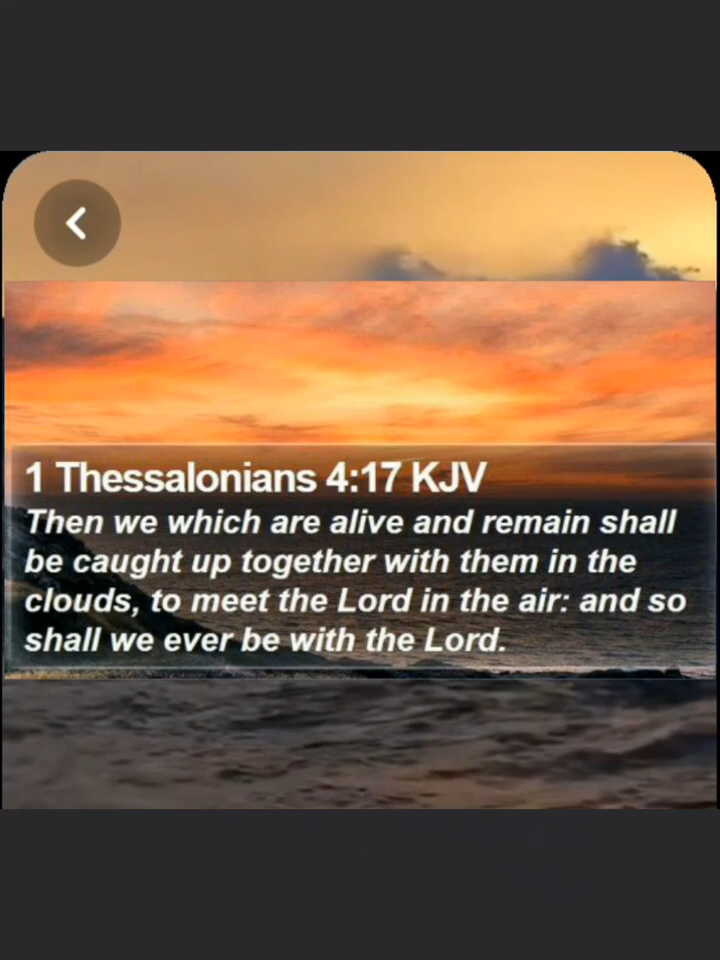 1 Thessalonians 4:17 KJV
Then we which are alive and remain shall
be caught up together with them in the
clouds, to meet the Lord in the air: and so
shall we ever be with the Lord.